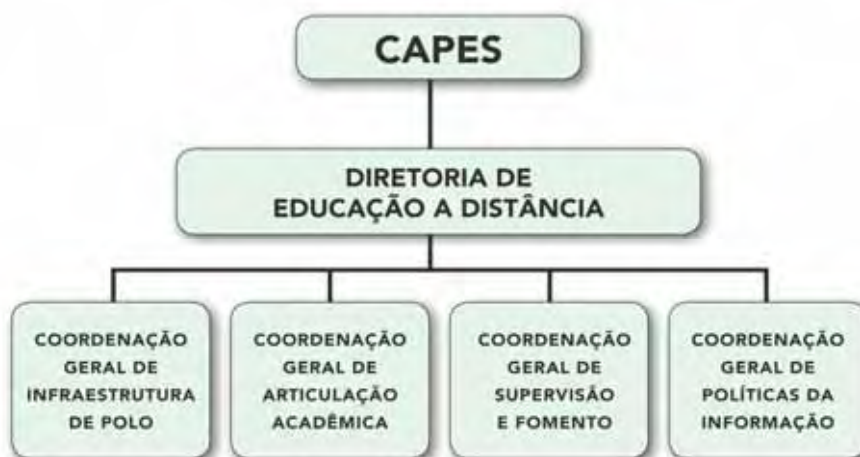 CAPES
DIRETORIA DE
EDUCAÇÃO A DISTÂNCIA
COORDENAÇÃO
GERAL DE
INFRAESTRUTURA
DE POLO
COORDENAÇÃO
GERAL DE
ARTICULAÇÃO
ACADÊMICA
COORDENAÇÃO
GERAL DE
SUPERVISÃO
E FOMENTO
COORDENAÇÃO
GERAL DE
POLÍTICAS DA
INFORMAÇÃO